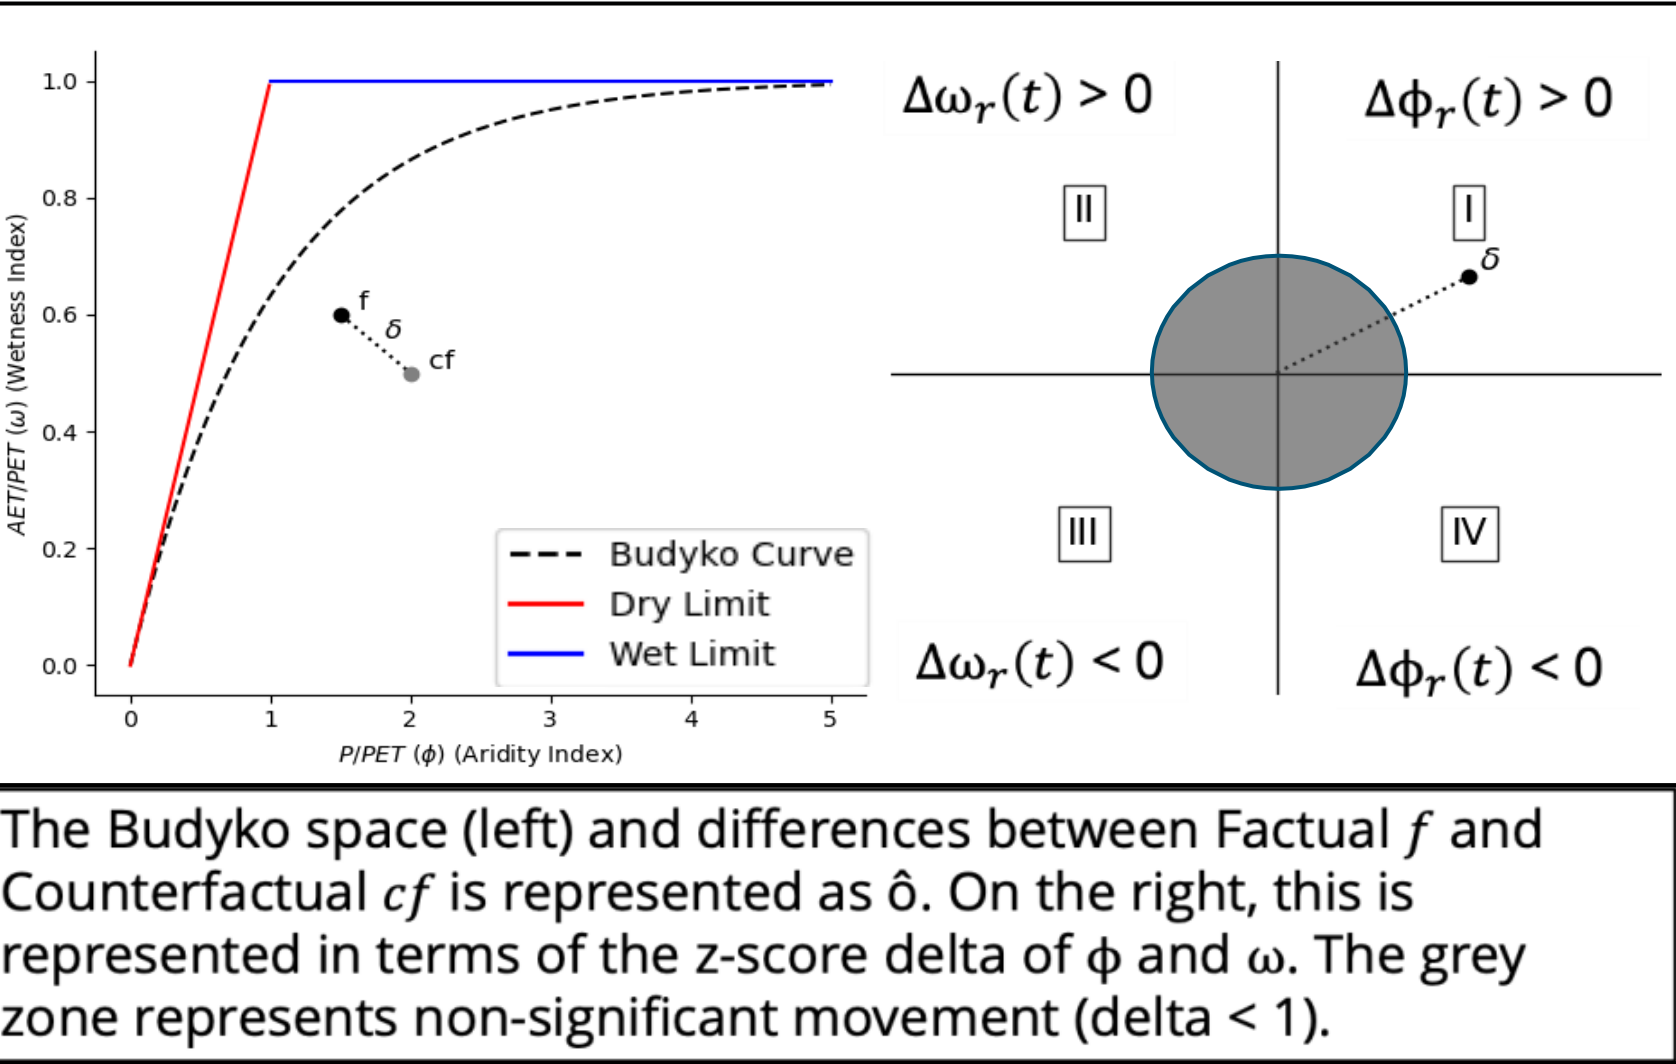 1.0
0.8
0.6
0.4
0.2
0.0
AET/PET (ω) (Wetness Index)
f
δ
cf
Budyko Curve
Dry Limit
Wet Limit
0 1 2 3 4 5
P/PET (ϕ) (Aridity Index)
Δω𝑟(t) > 0
Δϕ𝑟(t) > 0
II
I
δ
III
IV
Δω𝑟(t) < 0
Δϕ𝑟(t) < 0
The Budyko space (left) and differences between Factual f and
Counterfactual cf is represented as ô. On the right, this is
represented in terms of the z-score delta of ϕ and ω. The grey
zone represents non-significant movement (delta < 1).